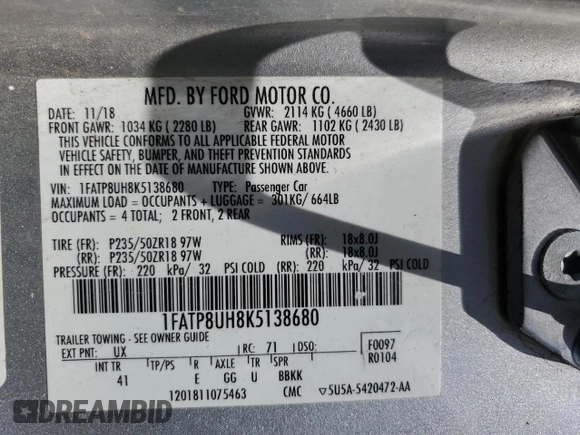 MFD. BY FORD MOTOR CO.
DATE: 11/18 GVWR: 2114 KG ( 4660 LB)
FRONT GAWR: 1034 KG ( 2280 LB) REAR GAWR: 1102 KG ( 2430 LB)
THIS VEHICLE CONFORMS TO ALL APPLICABLE FEDERAL MOTOR
VEHICLE SAFETY, BUMPER, AND THEFT PREVENTION STANDARDS
IN EFFECT ON THE DATE OF MANUFACTURE SHOWN ABOVE.
VIN: 1FATP8UH8K5138680 TYPE: Passenger Car
MAXIMUM LOAD = OCCUPANTS + LUGGAGE = 301KG/ 664LB
OCCUPANTS = 4 TOTAL; 2 FRONT, 2 REAR
TIRE (FR): P235/50ZR18 97W RIMS (FR): 18x8.0J
(RR): P235/50ZR18 97W (RR): 18x8.0J
PRESSURE (FR): 220 kPa/ 32 PSI COLD (RR): 220 kPa/ 32 PSI COLD
1FATP8UH8K5138680
TRAILER TOWING - SEE OWNER GUIDE F0097
EXT PNT: UX RC: 71 DSO: R0104
INT TR TP/PS R AXLE TR SPR
41 E GG U BBKK
1201811075463 CMC 5U5A-5420472-AA
BIDHISTORY